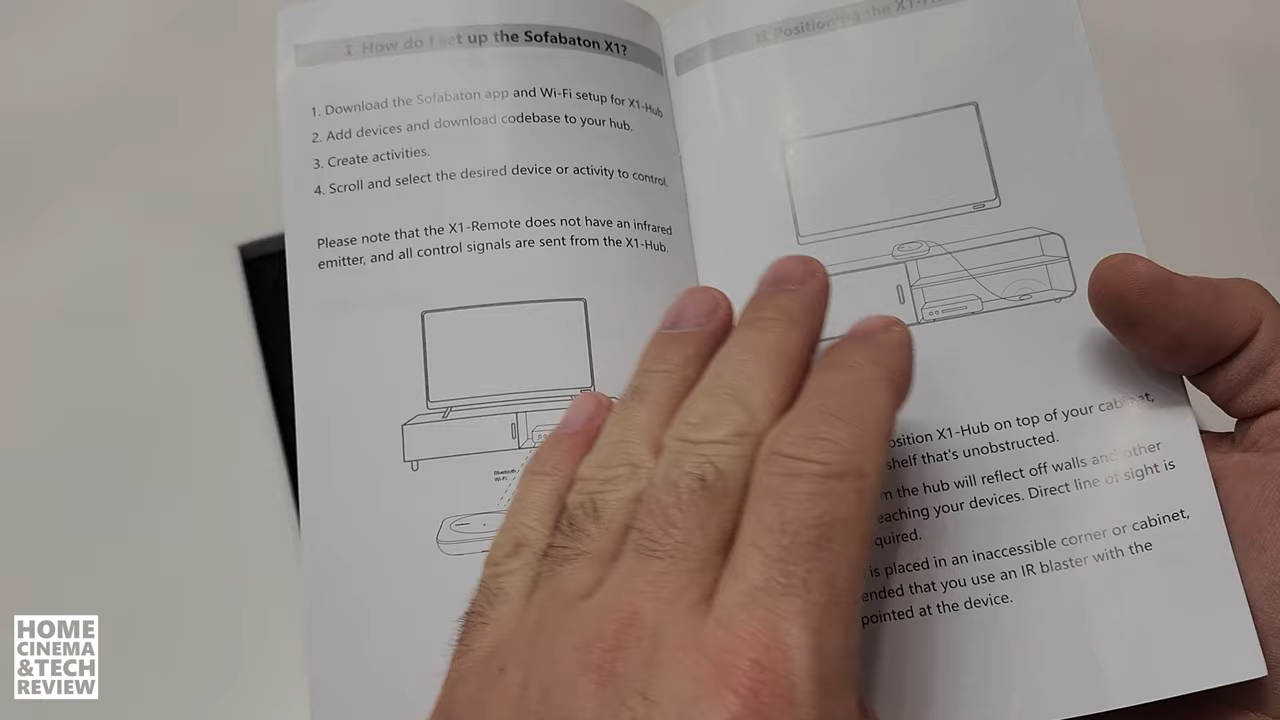 I How do I set up the Sofabaton X1?
1. Download the Sofabaton app and Wi-Fi setup for X1-Hub
2. Add devices and download codebase to your hub.
3. Create activities.
4. Scroll and select the desired device or activity to control.
Please note that the X1-Remote does not have an infrared
emitter, and all control signals are sent from the X1-Hub.
Bluetooth
Wi-Fi
II Positioning the X1-
X1-Hub on top of your cabinet,
shelf that's unobstructed.
the hub will reflect off walls and other
your devices. Direct line of sight is
is placed in an inaccessible corner or cabinet,
that you use an IR blaster with the
pointed at the device.
HOME
CINEMA
&TECH
REVIEW